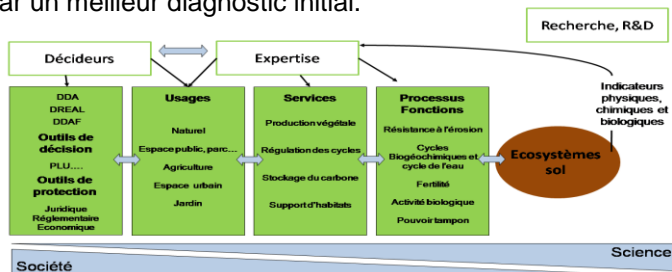 ar un meilleur diagnostic initial.
Recherche, R&D
Décideurs
Expertise
Indicateurs
physiques,
chimiques et
biologiques
DDA
DREAL
DDAF
Outils de
décision
PLU....
Outils de
protection
Juridique
Réglementaire
Economique
Usages
Naturel
Espace public, parc...
Agriculture
Espace urbain
Jardin
Services
Production végétale
Régulation des cycles
Stockage du carbone
Support d'habitats
Processus
Fonctions
Résistance à l'érosion
Cycles
Biogéochimiques et
cycle de l'eau
Fertilité
Activité biologique
Pouvoir tampon
Ecosystèmes
sol
Science
Société